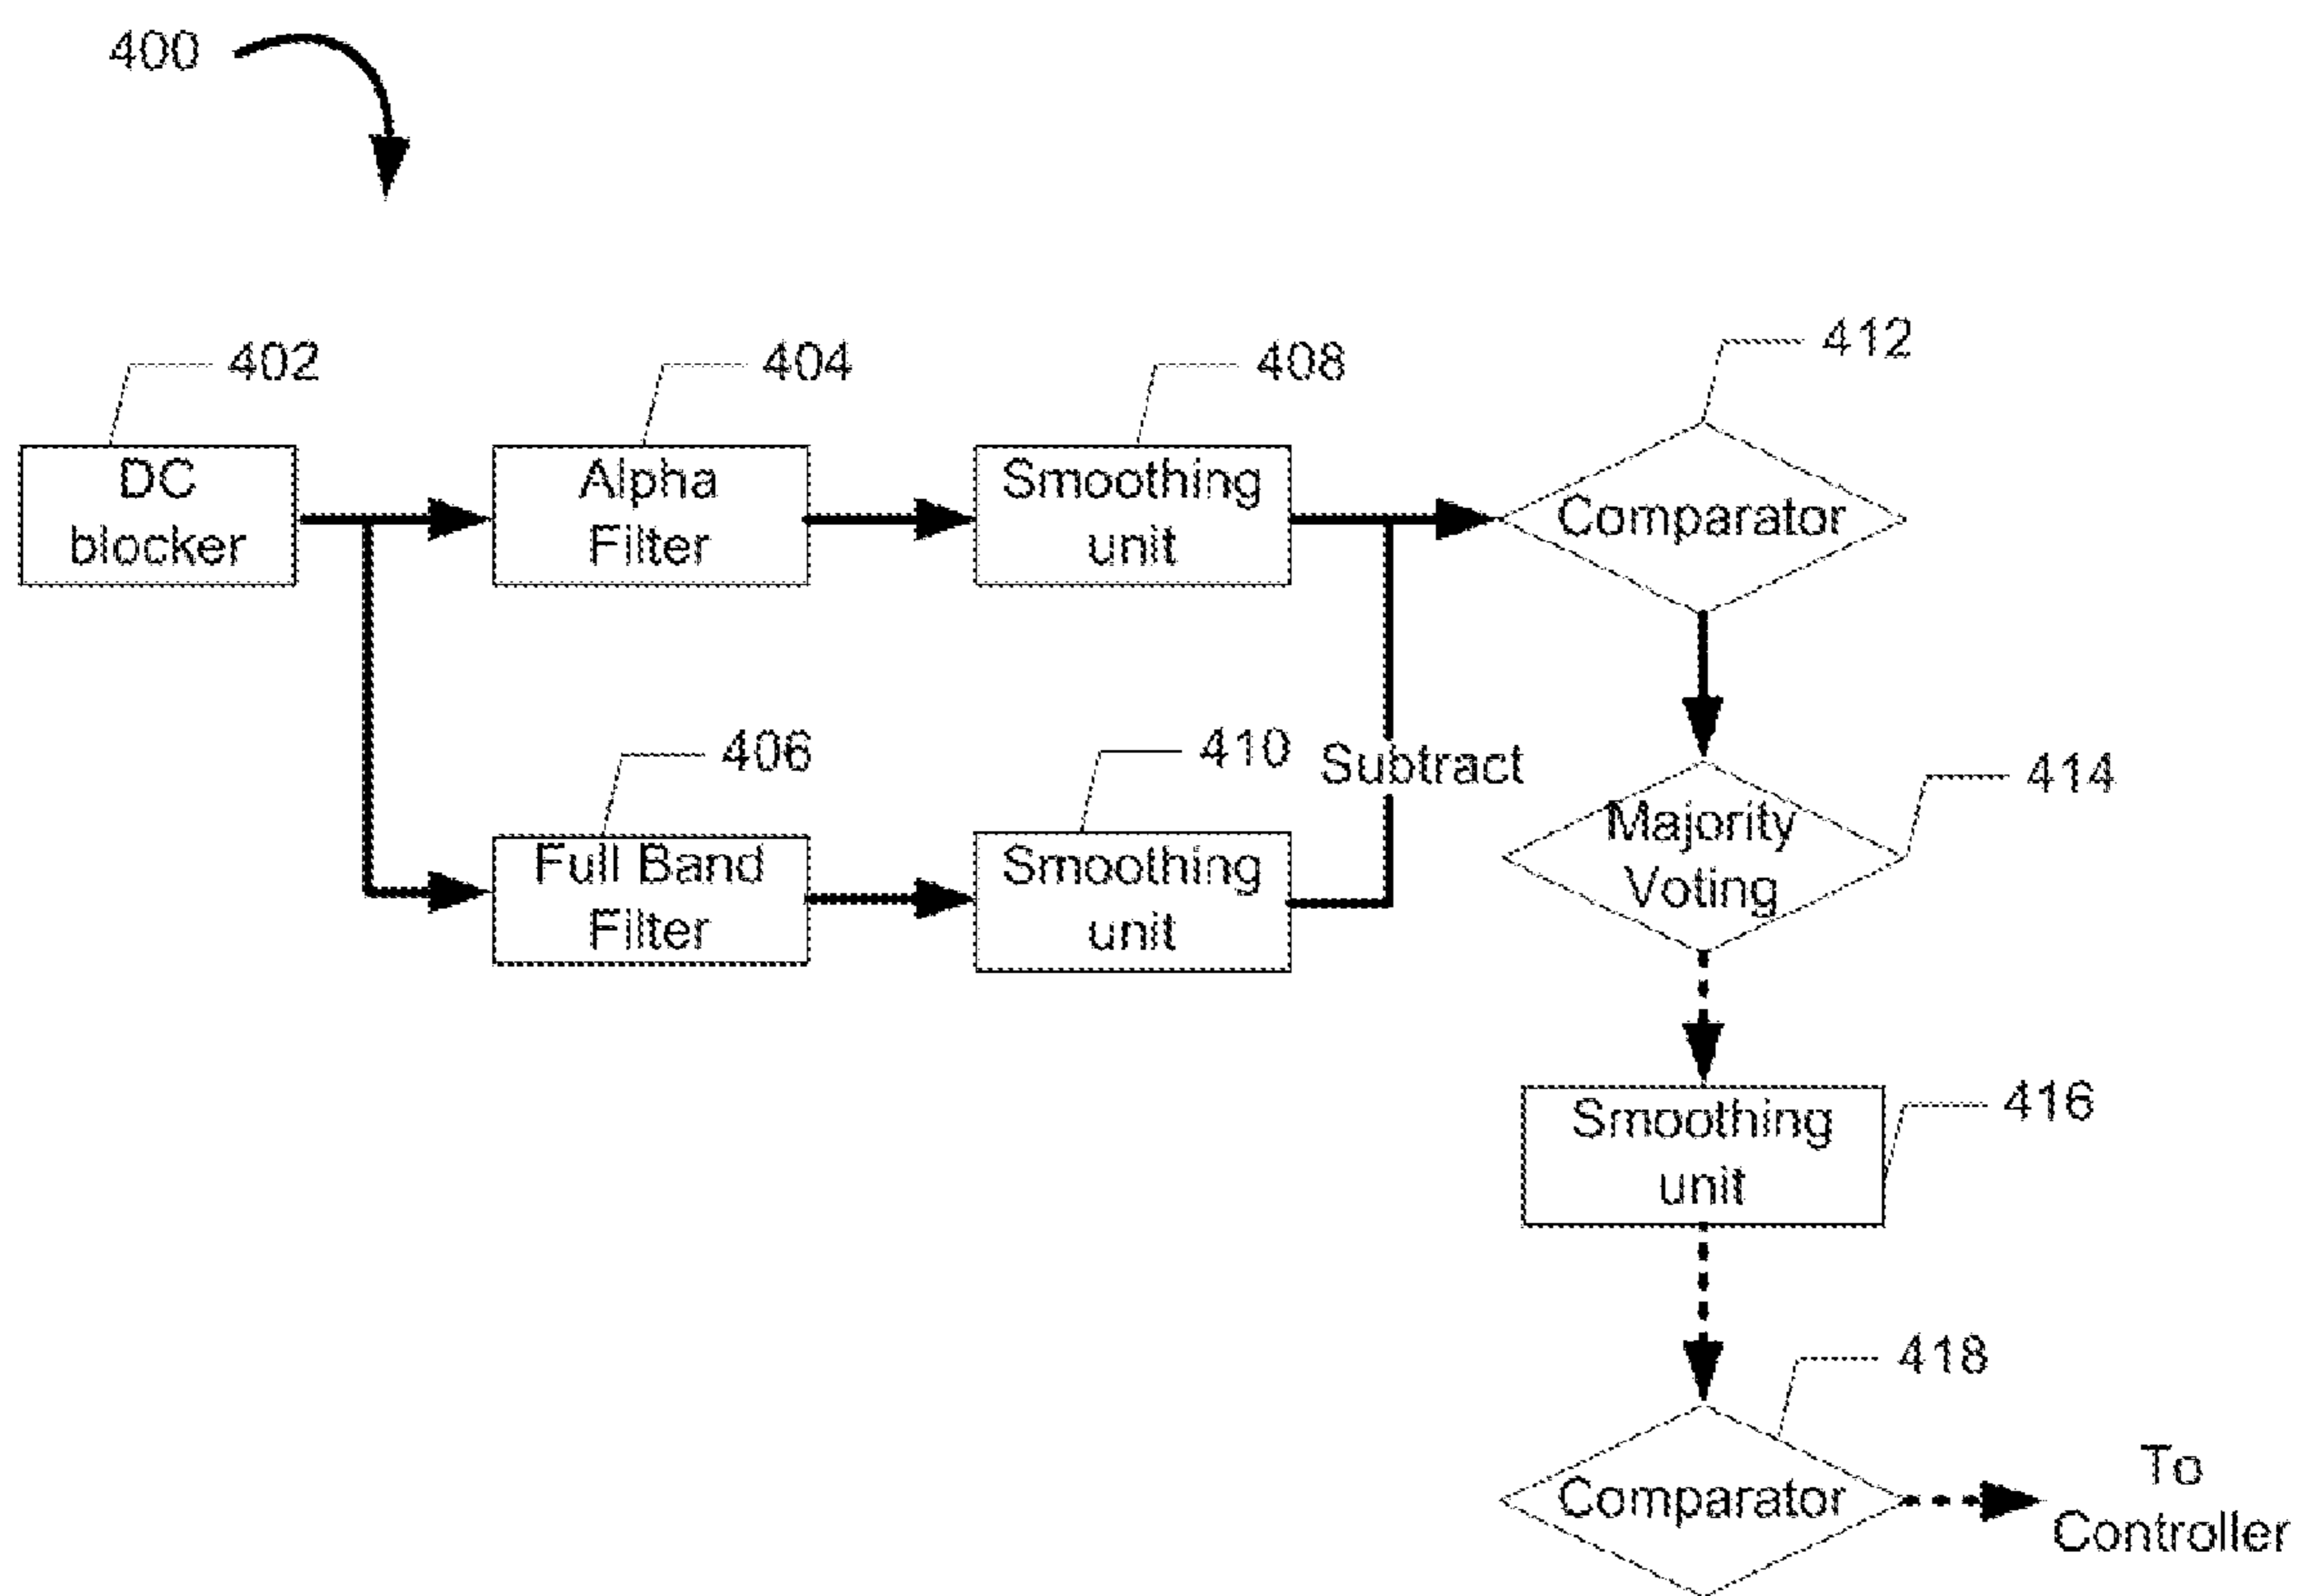 400
402
404
408
412
DC
blocker
Alpha
Filter
Smoothing
unit
Comparator
406
410
Subtract
414
Full Band
Filter
Smoothing
unit
Majority
Voting
416
Smoothing
unit
418
Comparator
To
Controller